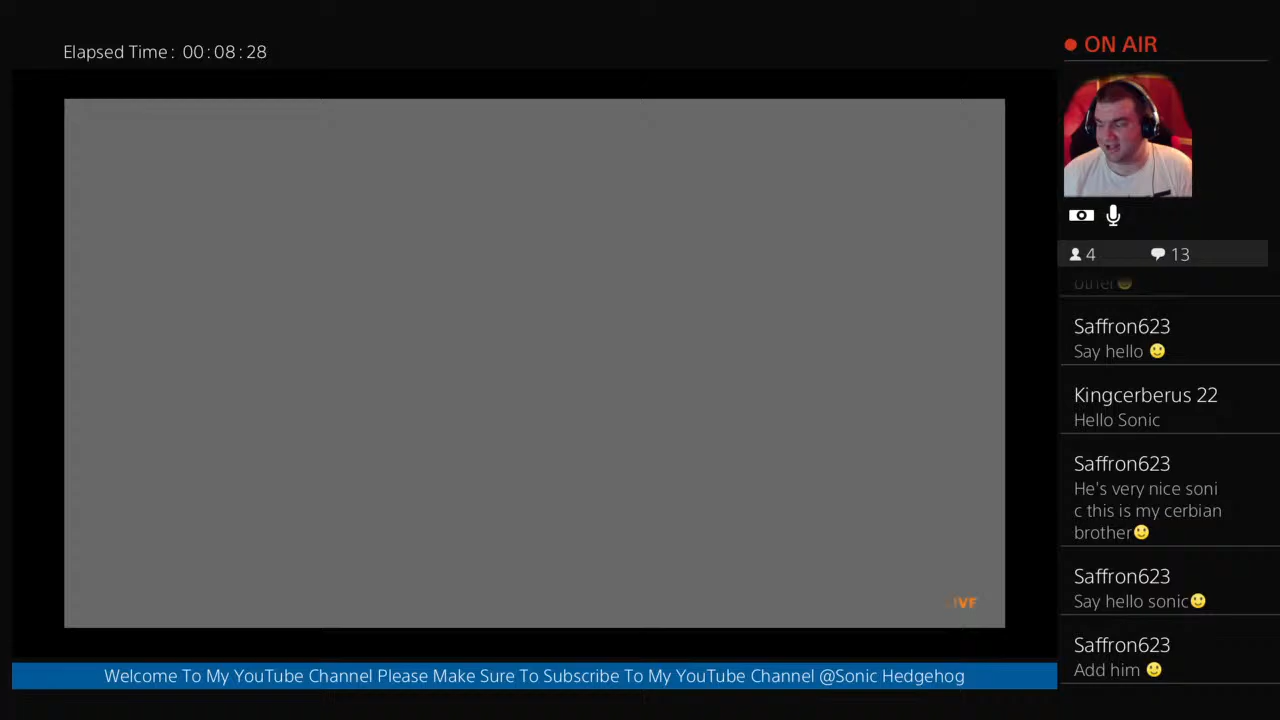 Elapsed Time: 00:08:28
ON AIR
4 13
other
Saffron623
Say hello 🙂
Kingcerberus 22
Hello Sonic
Saffron623
He's very nice soni
c this is my cerbian
brother🙂
Saffron623
Say hello sonic🙂
Saffron623
Add him 🙂
Welcome To My YouTube Channel Please Make Sure To Subscribe To My YouTube Channel @Sonic Hedgehog